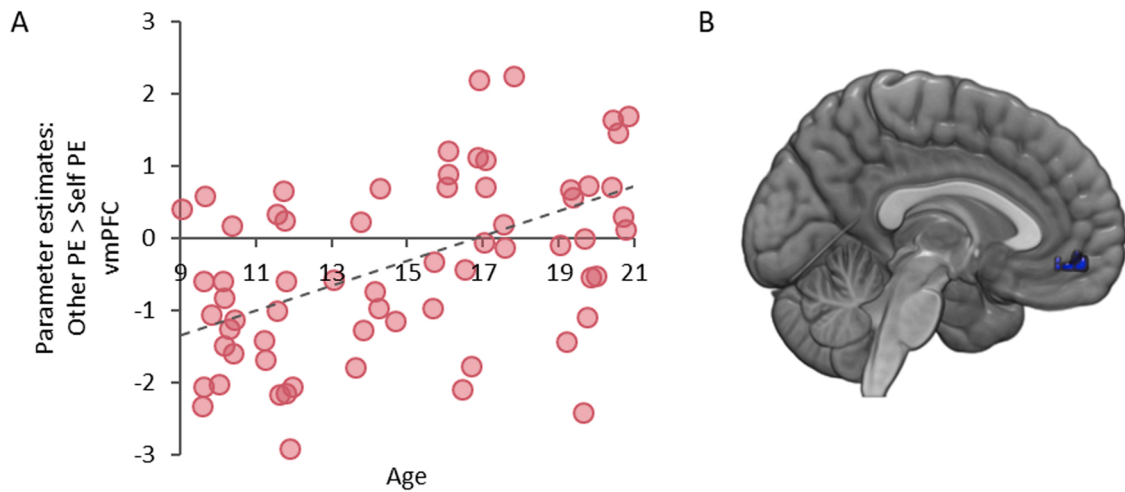 A
B
Parameter estimates:
Other PE > Self PE
vmPFC
3
2
1
0
-1
-2
-3
9 11 13 15 17 19 21
Age